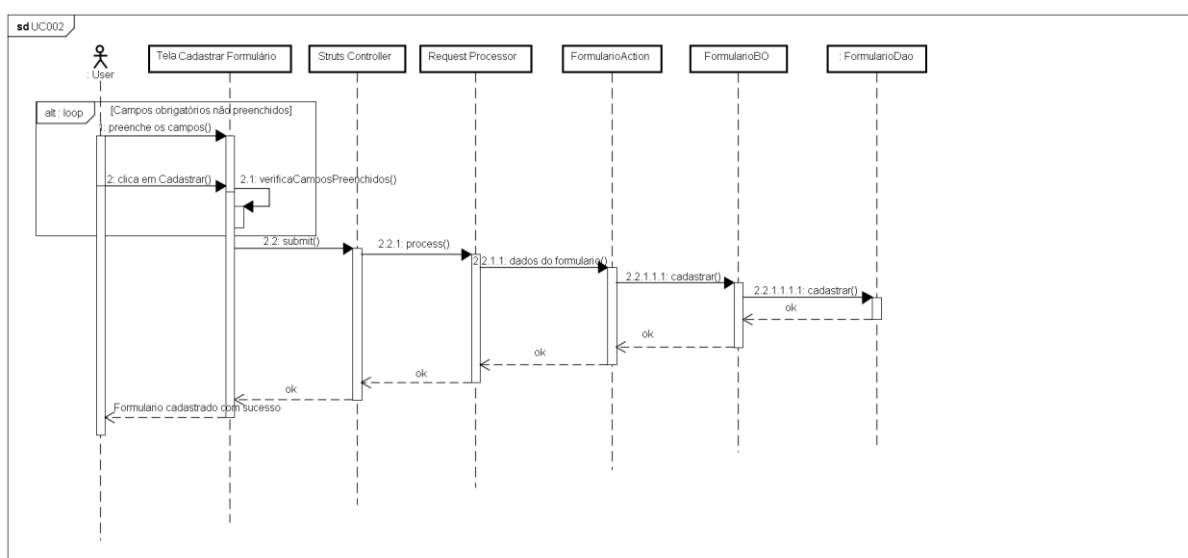 sd UC002
: User
Tela Cadastrar Formulário
Struts Controller
Request Processor
FormularioAction
FormularioBO
: FormularioDao
alt : loop
[Campos obrigatórios não preenchidos]
1: preenche os campos()
2: clica em Cadastrar()
2.1: verificaCamposPreenchidos()
2.2: submit()
2.2.1: process()
2.2.1.1: dados do formulario()
2.2.1.1.1: cadastrar()
2.2.1.1.1.1: cadastrar()
ok
ok
ok
ok
ok
Formulario cadastrado com sucesso